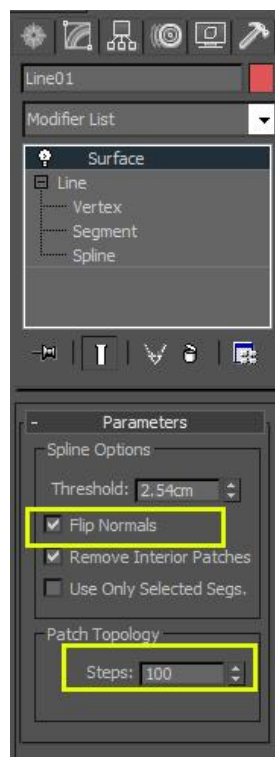 Line01
Modifier List
Surface
Line
Vertex
Segment
Spline
- Parameters
Spline Options
Threshold: 2.54cm
Flip Normals
Remove Interior Patches
Use Only Selected Segs.
Patch Topology
Steps: 100